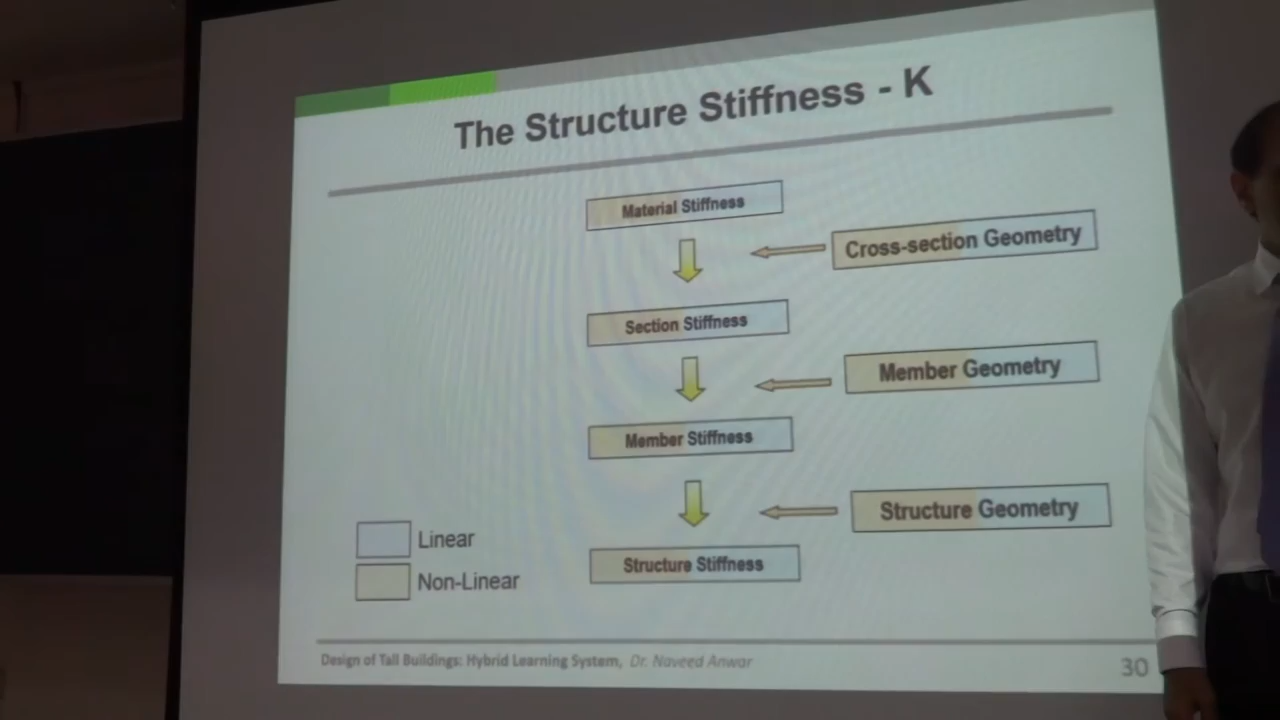 The Structure Stiffness - K
Material Stiffness
Cross-section Geometry
Section Stiffness
Member Geometry
Member Stiffness
Structure Geometry
Structure Stiffness
Linear
Non-Linear
Design of Tall Buildings: Hybrid Learning System, Dr. Naveed Anwar
30